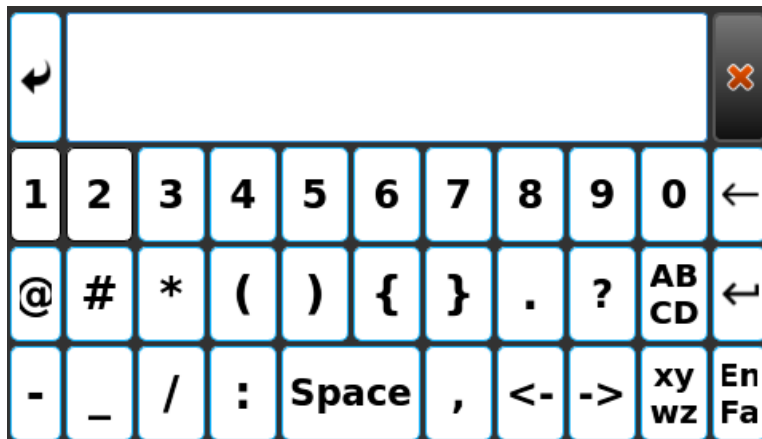 1 2 3 4 5 6 7 8 9 0 ←
@ # * ( ) { } . ? AB CD ↵
- _ / : Space , <- -> xy wz En Fa